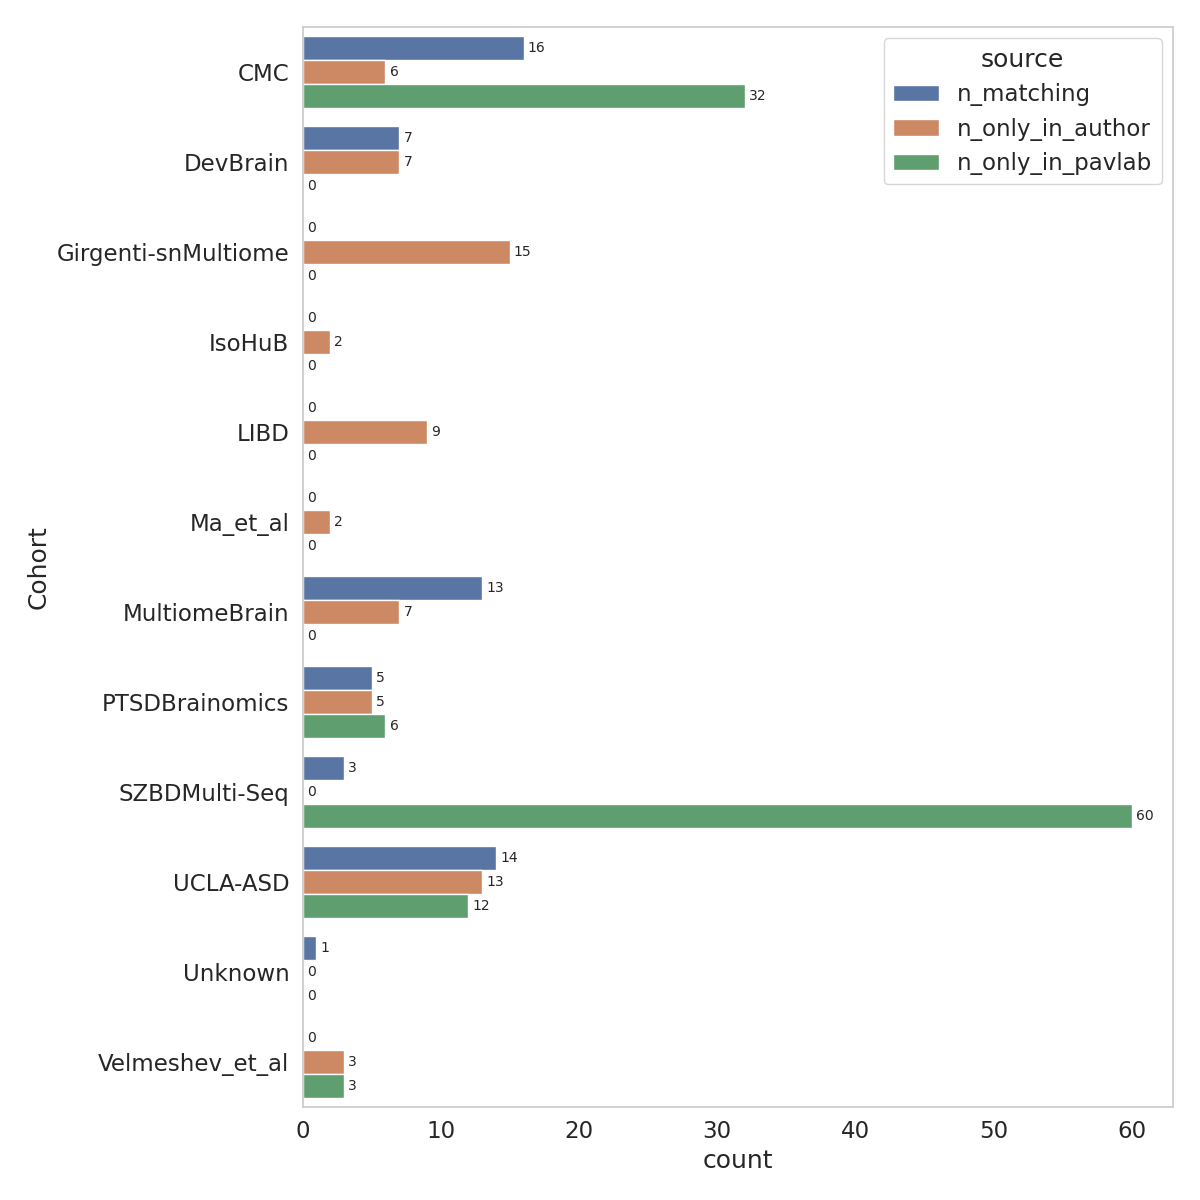 source
n_matching
n_only_in_author
n_only_in_pavlab
Cohort
CMC
16
6
32
DevBrain
7
7
0
Girgenti-snMultiome
0
15
0
IsoHuB
0
2
0
LIBD
0
9
0
Ma_et_al
0
2
0
MultiomeBrain
13
7
0
PTSDBrainomics
5
5
6
SZBDMulti-Seq
3
0
60
UCLA-ASD
14
13
12
Unknown
1
0
0
Velmeshev_et_al
0
3
3
0 10 20 30 40 50 60
count